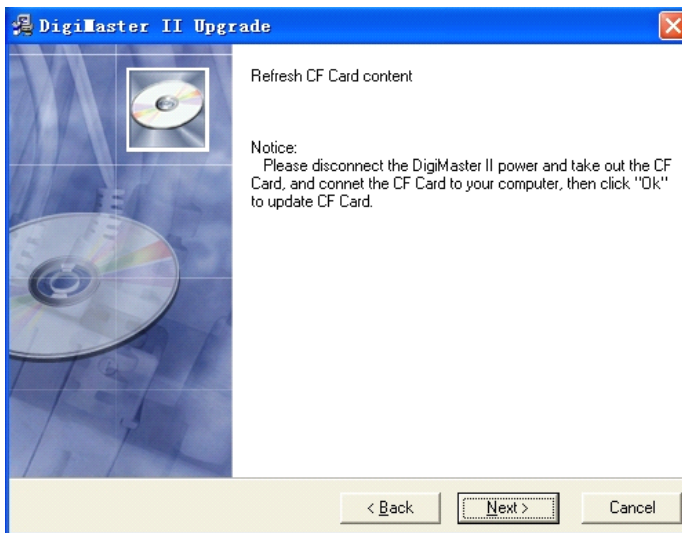 DigiMaster II Upgrade
Refresh CF Card content
Notice:
Please disconnect the DigiMaster II power and take out the CF
Card, and connet the CF Card to your computer, then click "Ok"
to update CF Card.
< Back
Next >
Cancel